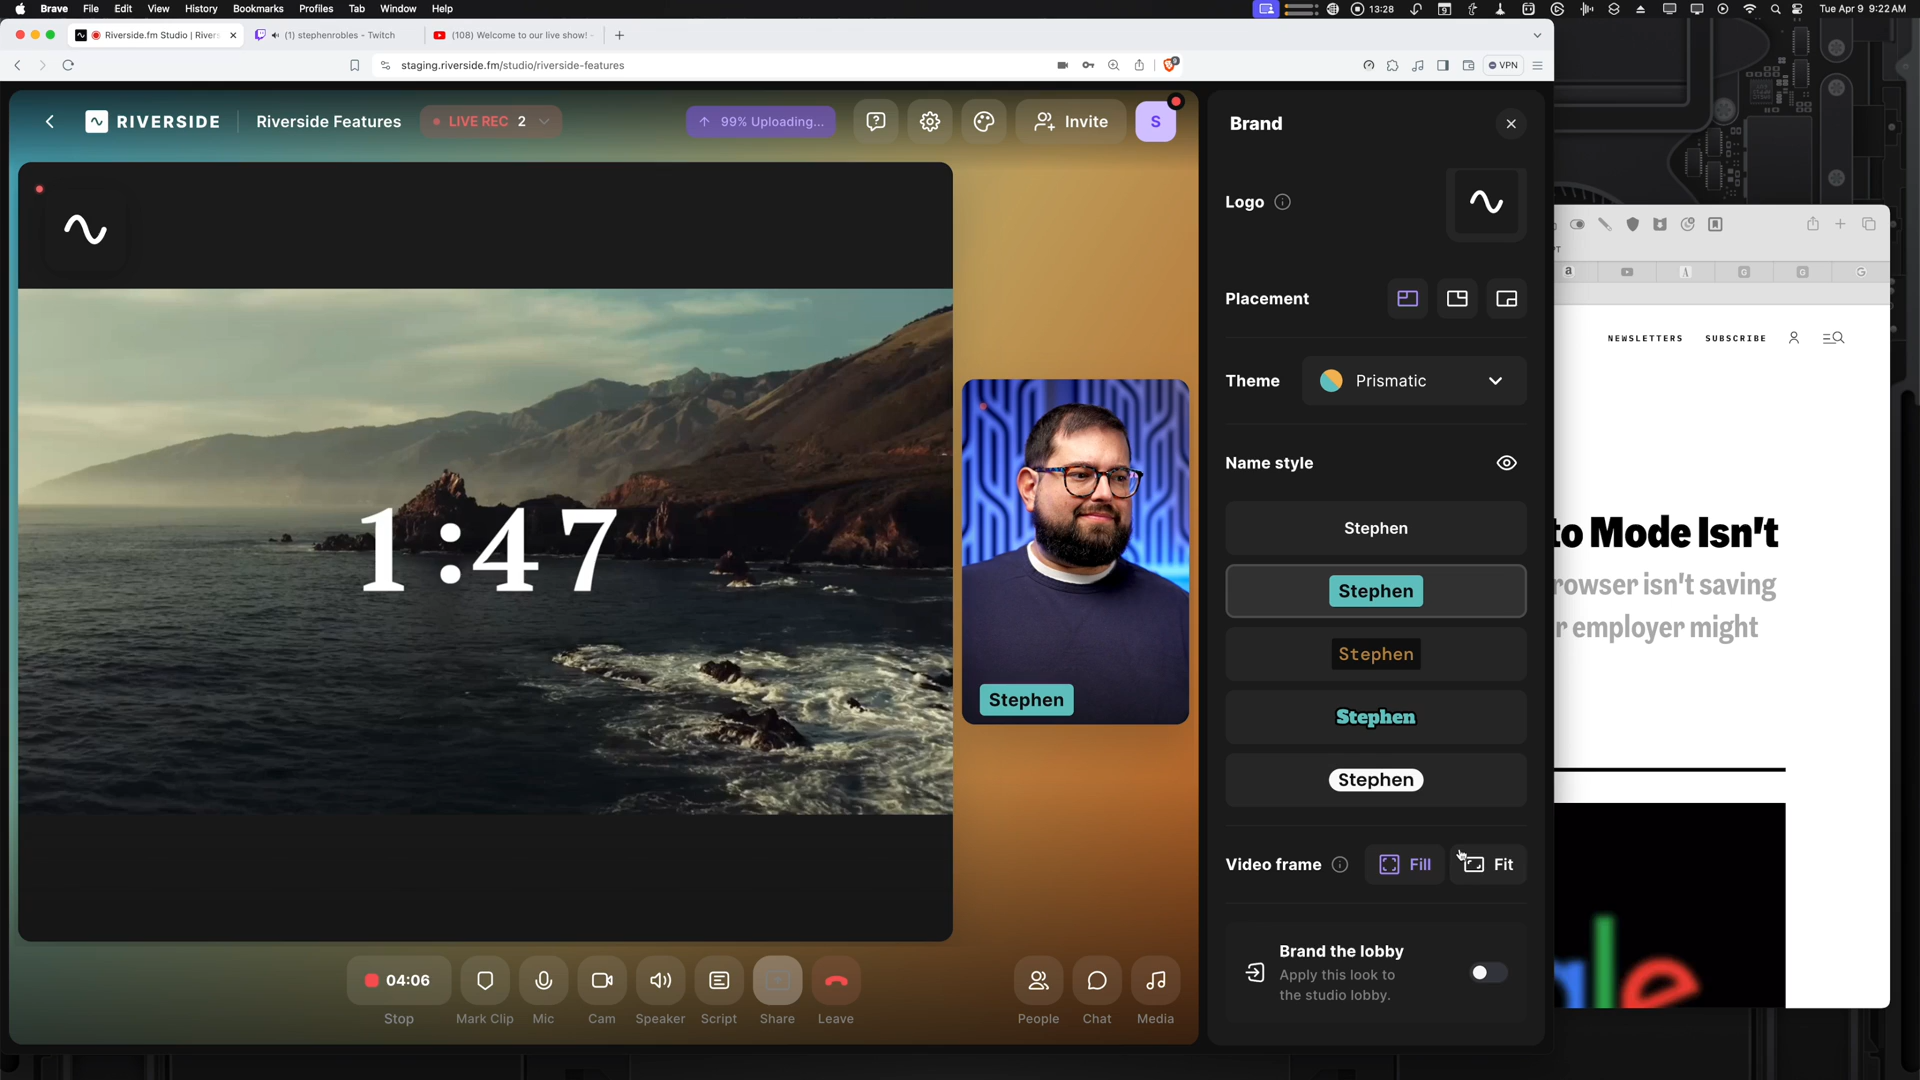 Brave File Edit View History Bookmarks Profiles Tab Window Help
13:28
Tue Apr 9 9:22 AM
Riverside.fm Studio | Rivers
(1) stephenrobles - Twitch
(108) Welcome to our live show! -
staging.riverside.fm/studio/riverside-features
VPN
RIVERSIDE
Riverside Features
LIVE REC 2
99% Uploading...
Invite
S
1:47
Stephen
04:06
Stop
Mark Clip
Mic
Cam
Speaker
Script
Share
Leave
People
Chat
Media
Brand
Logo
Placement
Theme
Prismatic
Name style
Stephen
Stephen
Stephen
Stephen
Stephen
Video frame
Fill
Fit
Brand the lobby
Apply this look to
the studio lobby.
NEWSLETTERS SUBSCRIBE
to Mode Isn't
rowser isn't saving
r employer might
le